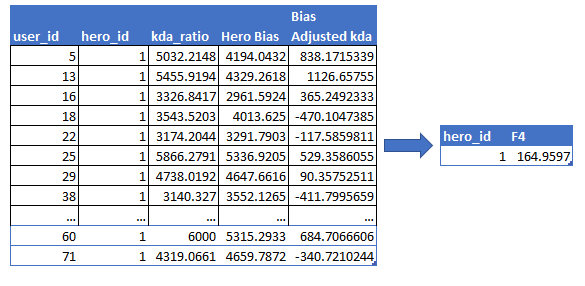 Bias
user_id hero_id kda_ratio Hero Bias Adjusted kda
5 1 5032.2148 4194.0432 838.1715339
13 1 5455.9194 4329.2618 1126.65755
16 1 3326.8417 2961.5924 365.2492333
18 1 3543.5203 4013.625 -470.1047385
22 1 3174.2044 3291.7903 -117.5859811
25 1 5866.2791 5336.9205 529.3586055
29 1 4738.0192 4647.6616 90.35752511
38 1 3140.327 3552.1265 -411.7995659
... ... ... ... ...
60 1 6000 5315.2933 684.7066606
71 1 4319.0661 4659.7872 -340.7210244
hero_id F4
1 164.9597